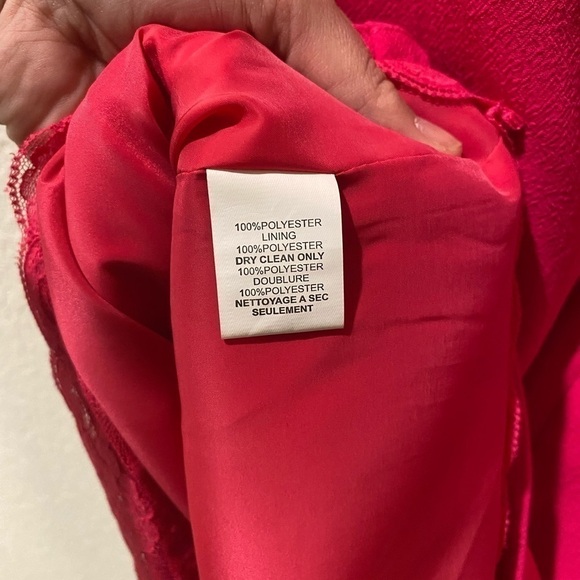 100%POLYESTER
LINING
100%POLYESTER
DRY CLEAN ONLY
100%POLYESTER
DOUBLURE
100%POLYESTER
NETTOYAGE A SEC
SEULEMENT